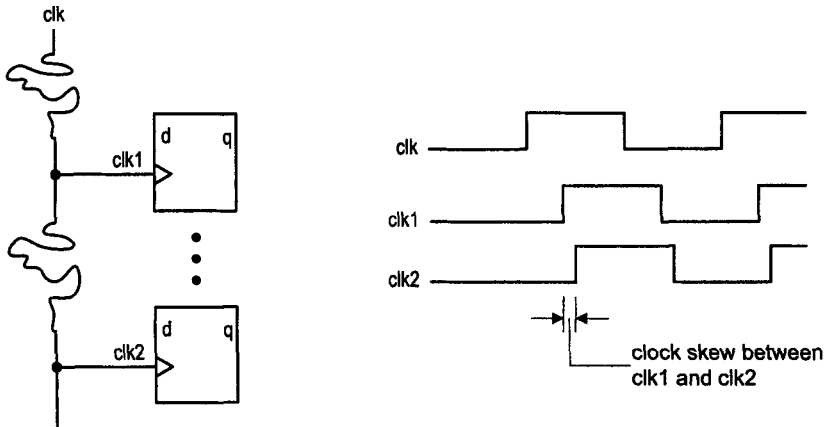 clk
d q
clk1
d q
clk2
clk
clk1
clk2
clock skew between
clk1 and clk2